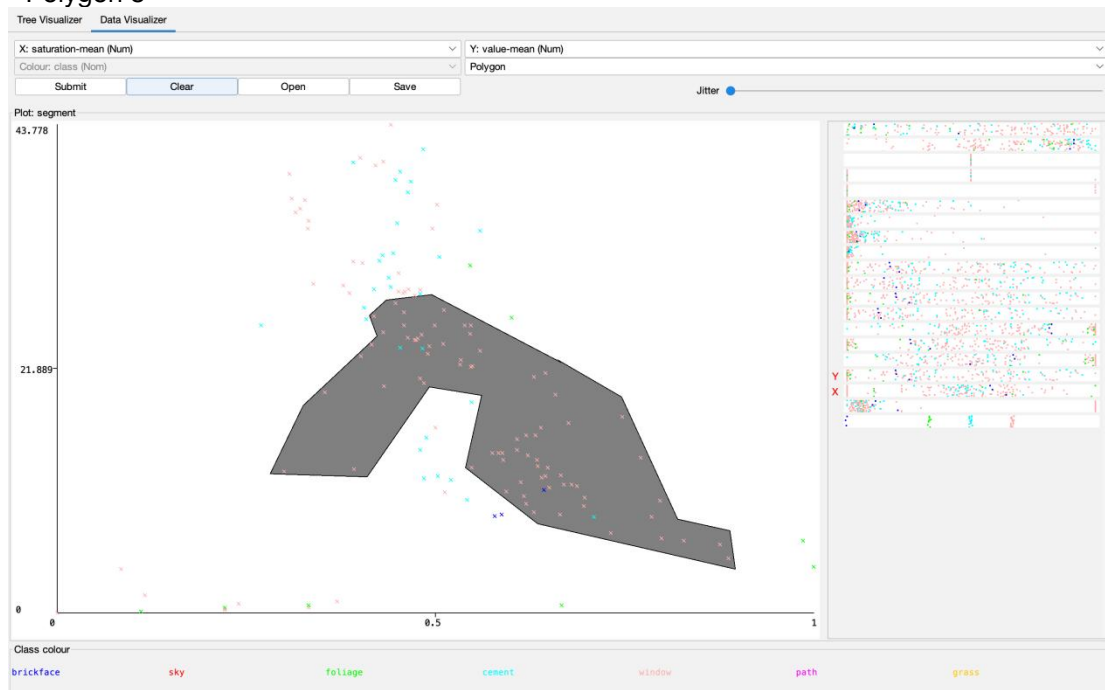 Polygon 3
Tree Visualizer Data Visualizer
X: saturation-mean (Num) Y: value-mean (Num)
Colour: class (Nom) Polygon
Submit Clear Open Save Jitter
Plot: segment
43.778
21.889
Y
X
0
0 0.5 1
Class colour
brickface sky foliage cement window path grass